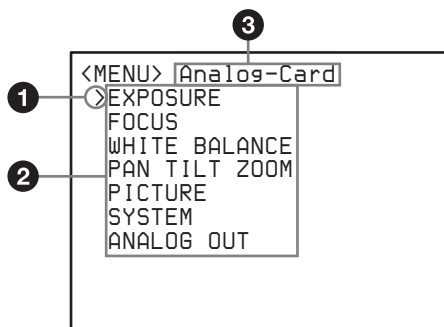 3
<MENU> Analog-Card
1 >EXPOSURE
FOCUS
WHITE BALANCE
2 PAN TILT ZOOM
PICTURE
SYSTEM
ANALOG OUT